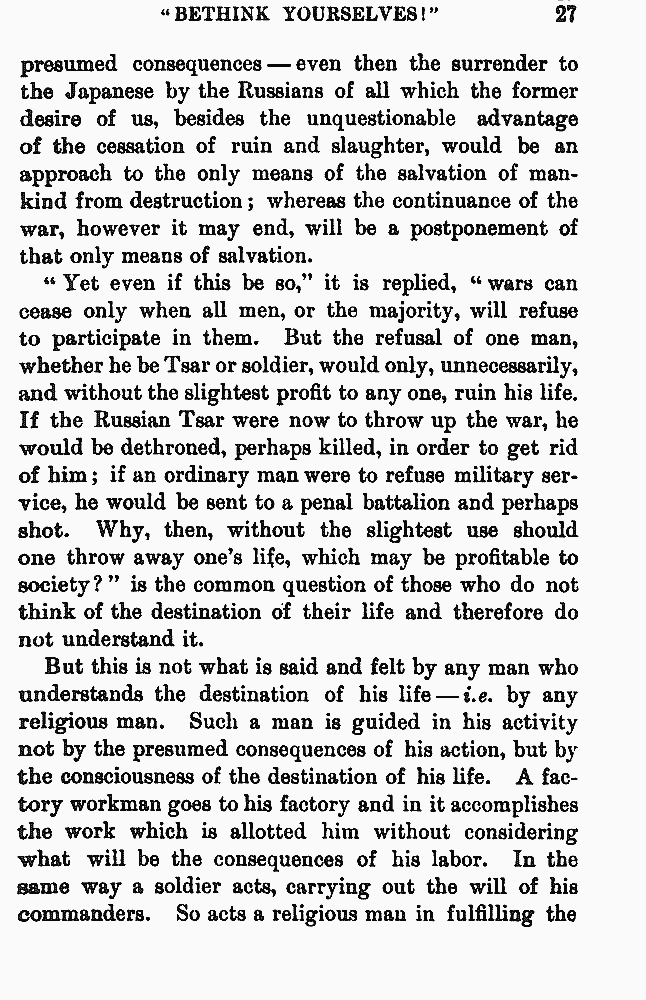 “BETHINK YOURSELVES!” 27
presumed consequences — even then the surrender to
the Japanese by the Russians of all which the former
desire of us, besides the unquestionable advantage
of the cessation of ruin and slaughter, would be an
approach to the only means of the salvation of man-
kind from destruction; whereas the continuance of the
war, however it may end, will be a postponement of
that only means of salvation.
“Yet even if this be so,” it is replied, “wars can
cease only when all men, or the majority, will refuse
to participate in them. But the refusal of one man,
whether he be Tsar or soldier, would only, unnecessarily,
and without the slightest profit to any one, ruin his life.
If the Russian Tsar were now to throw up the war, he
would be dethroned, perhaps killed, in order to get rid
of him; if an ordinary man were to refuse military ser-
vice, he would be sent to a penal battalion and perhaps
shot. Why, then, without the slightest use should
one throw away one’s life, which may be profitable to
society?” is the common question of those who do not
think of the destination of their life and therefore do
not understand it.
But this is not what is said and felt by any man who
understands the destination of his life — i.e. by any
religious man. Such a man is guided in his activity
not by the presumed consequences of his action, but by
the consciousness of the destination of his life. A fac-
tory workman goes to his factory and in it accomplishes
the work which is allotted him without considering
what will be the consequences of his labor. In the
same way a soldier acts, carrying out the will of his
commanders. So acts a religious man in fulfilling the